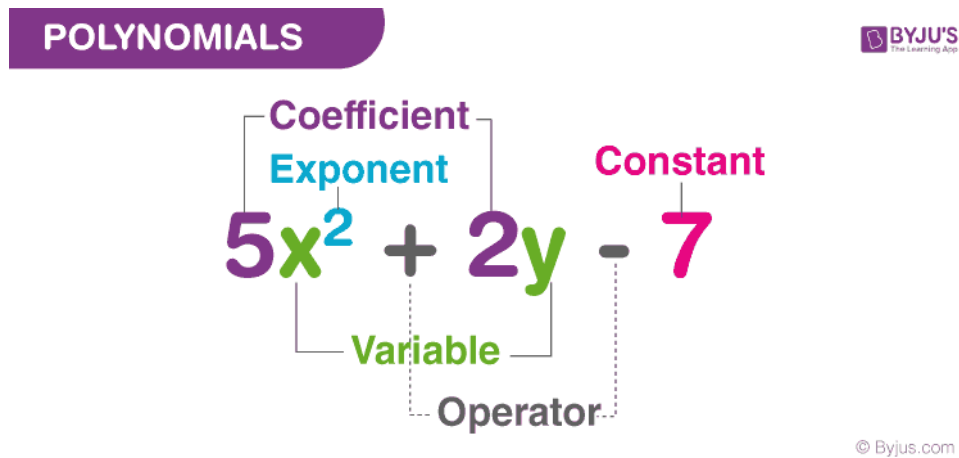 POLYNOMIALS
BYJU'S
The Learning App
Coefficient
Exponent
Constant
5x² + 2y - 7
Variable
Operator
© Byjus.com